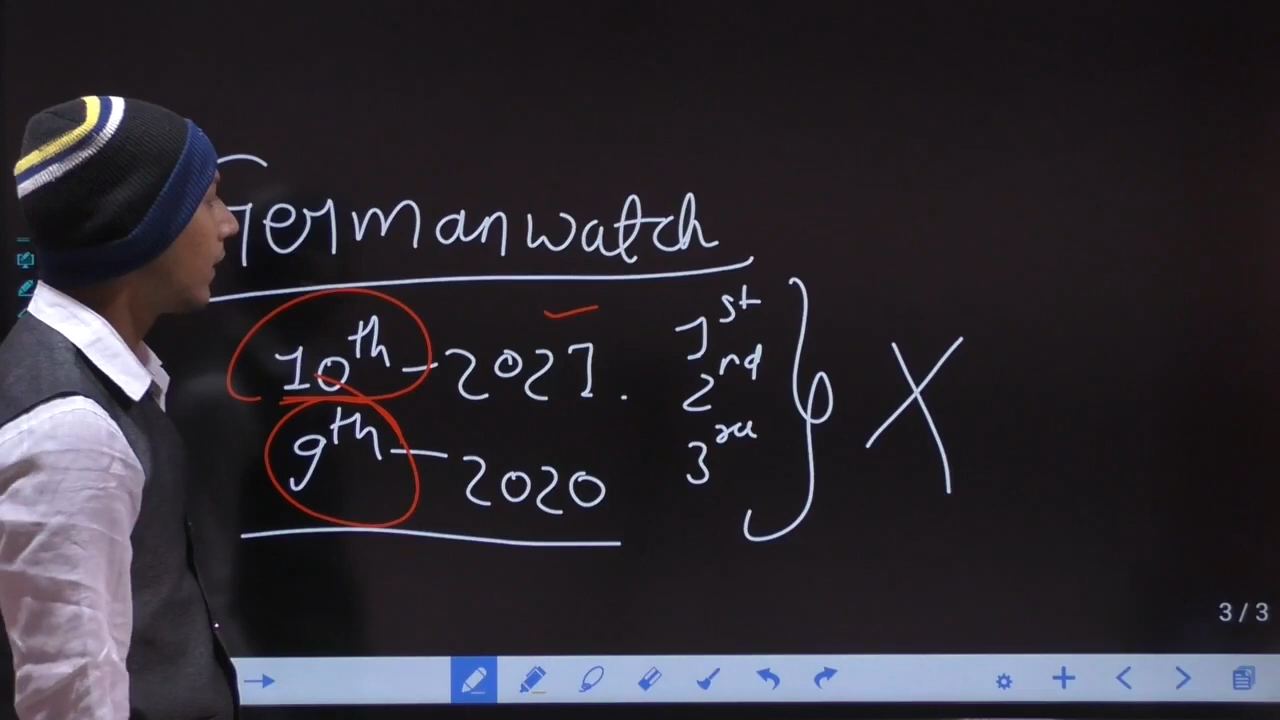 Germanwatch
10th - 2021.
9th - 2020
1st
2nd
3rd
X
3 / 3